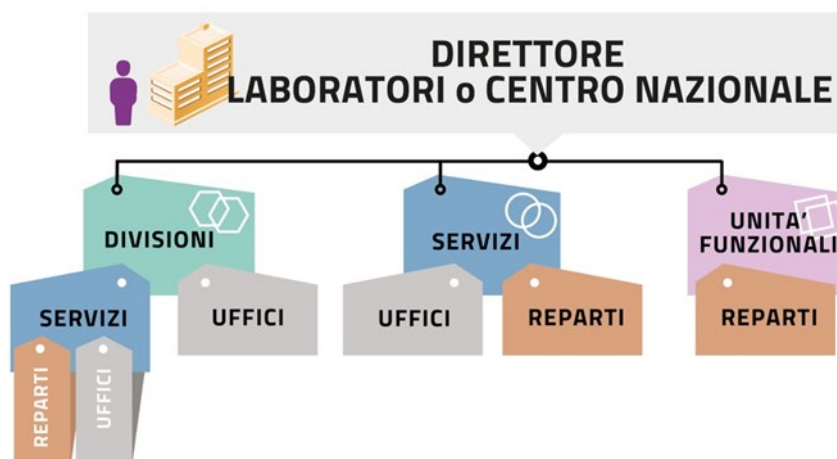 DIRETTORE
LABORATORI o CENTRO NAZIONALE
DIVISIONI
SERVIZI
UNITA’
FUNZIONALI
SERVIZI
UFFICI
UFFICI
REPARTI
REPARTI
REPARTI
UFFICI